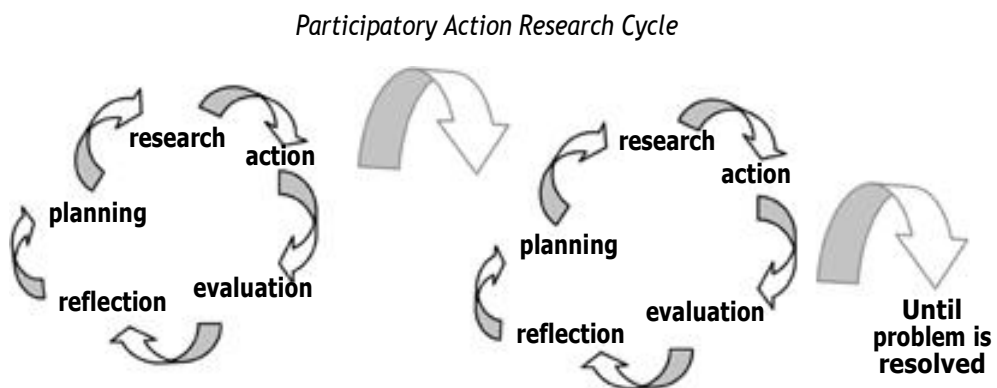 Participatory Action Research Cycle
research
action
planning
evaluation
reflection
research
action
planning
evaluation
reflection
Until
problem is
resolved